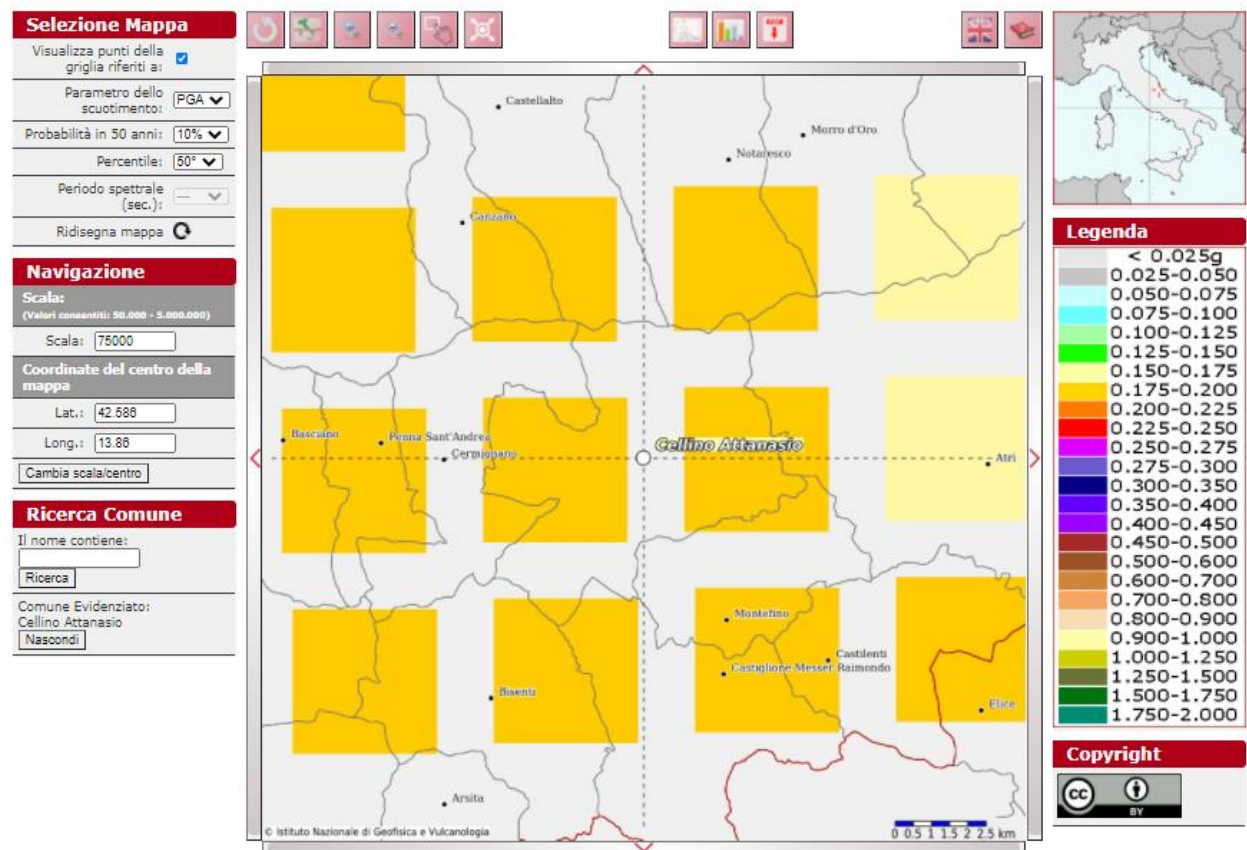 Selezione Mappa
Visualizza punti della
griglia riferiti a:
Parametro dello
scuotimento: PGA
Probabilità in 50 anni: 10%
Percentile: 50°
Periodo spettrale
(sec.): ---
Ridisegna mappa
Navigazione
Scala:
(Valori consentiti: 50.000 - 5.000.000)
Scala: 75000
Coordinate del centro della
mappa
Lat.: 42.586
Long.: 13.86
Cambia scala/centro
Ricerca Comune
Il nome contiene:
Ricerca
Comune Evidenziato:
Cellino Attanasio
Nascondi
Castellalto
Morro d'Oro
Notaresco
Canzano
Basciano
Penna Sant'Andrea
Cermignano
Cellino Attanasio
Atri
Montefino
Castilenti
Castiglione Messer Raimondo
Bisenti
Elice
Arsita
© Istituto Nazionale di Geofisica e Vulcanologia
0 0.5 1 1.5 2 2.5 km
Legenda
< 0.025g
0.025-0.050
0.050-0.075
0.075-0.100
0.100-0.125
0.125-0.150
0.150-0.175
0.175-0.200
0.200-0.225
0.225-0.250
0.250-0.275
0.275-0.300
0.300-0.350
0.350-0.400
0.400-0.450
0.450-0.500
0.500-0.600
0.600-0.700
0.700-0.800
0.800-0.900
0.900-1.000
1.000-1.250
1.250-1.500
1.500-1.750
1.750-2.000
Copyright
cc
BY